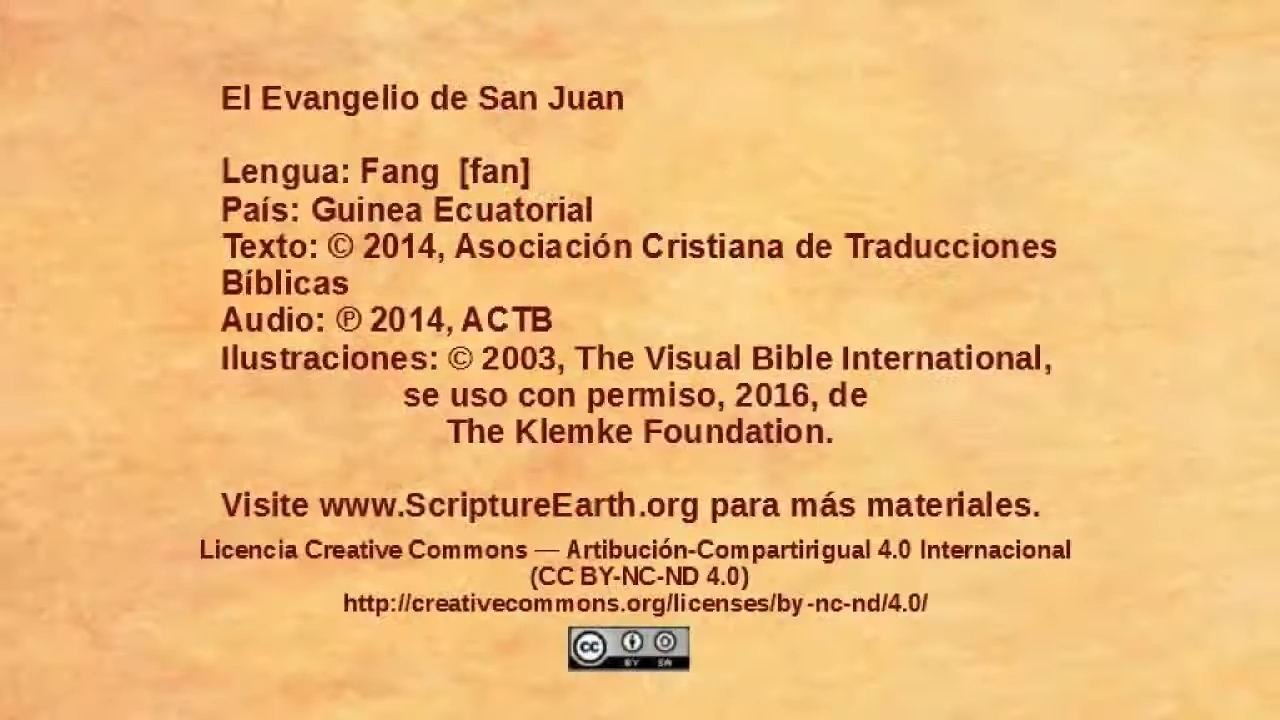 El Evangelio de San Juan
Lengua: Fang [fan]
País: Guinea Ecuatorial
Texto: © 2014, Asociación Cristiana de Traducciones
Bíblicas
Audio: ℗ 2014, ACTB
Ilustraciones: © 2003, The Visual Bible International,
se uso con permiso, 2016, de
The Klemke Foundation.
Visite www.ScriptureEarth.org para más materiales.
Licencia Creative Commons — Artibución-Compartirigual 4.0 Internacional
(CC BY-NC-ND 4.0)
http://creativecommons.org/licenses/by-nc-nd/4.0/
cc BY SA